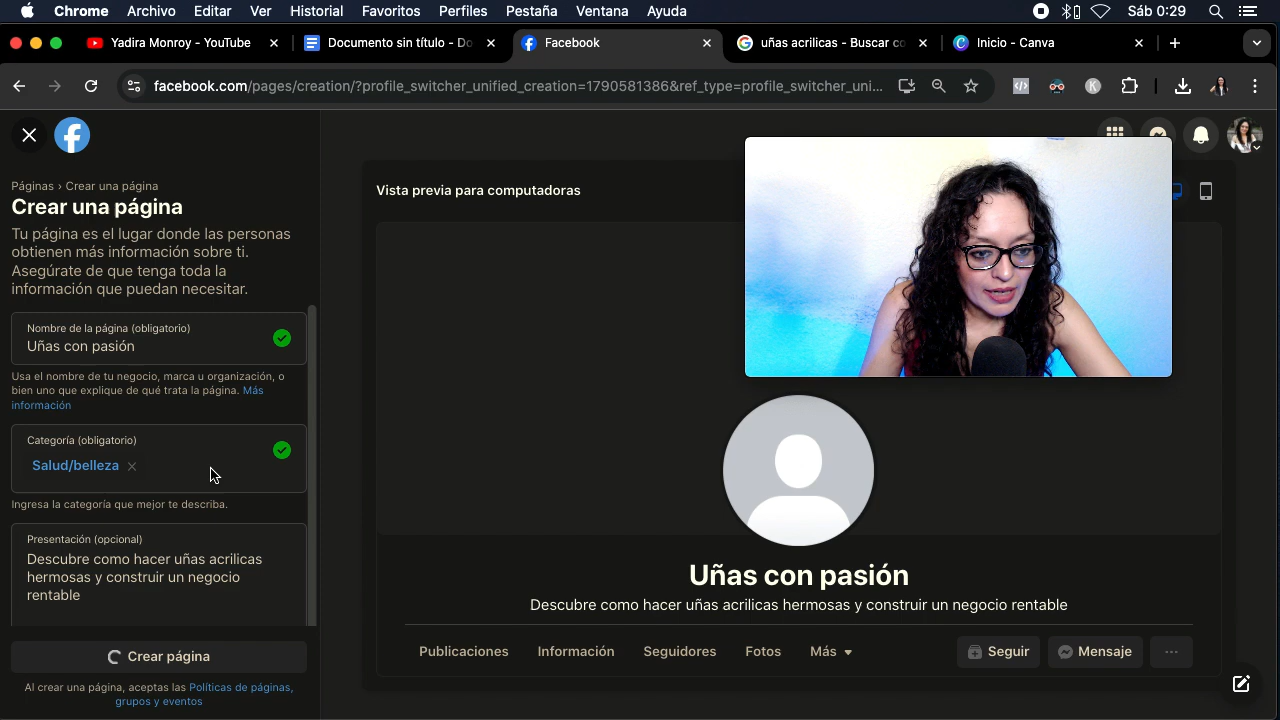 Chrome Archivo Editar Ver Historial Favoritos Perfiles Pestaña Ventana Ayuda Sáb 0:29
Yadira Monroy - YouTube
Documento sin título - Do
Facebook
uñas acrilicas - Buscar co
Inicio - Canva
facebook.com/pages/creation/?profile_switcher_unified_creation=1790581386&ref_type=profile_switcher_uni...
Páginas › Crear una página
Crear una página
Tu página es el lugar donde las personas
obtienen más información sobre ti.
Asegúrate de que tenga toda la
información que puedan necesitar.
Nombre de la página (obligatorio)
Uñas con pasión
Usa el nombre de tu negocio, marca u organización, o
bien uno que explique de qué trata la página. Más
información
Categoría (obligatorio)
Salud/belleza
Ingresa la categoría que mejor te describa.
Presentación (opcional)
Descubre como hacer uñas acrilicas
hermosas y construir un negocio
rentable
Crear página
Al crear una página, aceptas las Políticas de páginas,
grupos y eventos
Vista previa para computadoras
Uñas con pasión
Descubre como hacer uñas acrilicas hermosas y construir un negocio rentable
Publicaciones Información Seguidores Fotos Más Seguir Mensaje ...